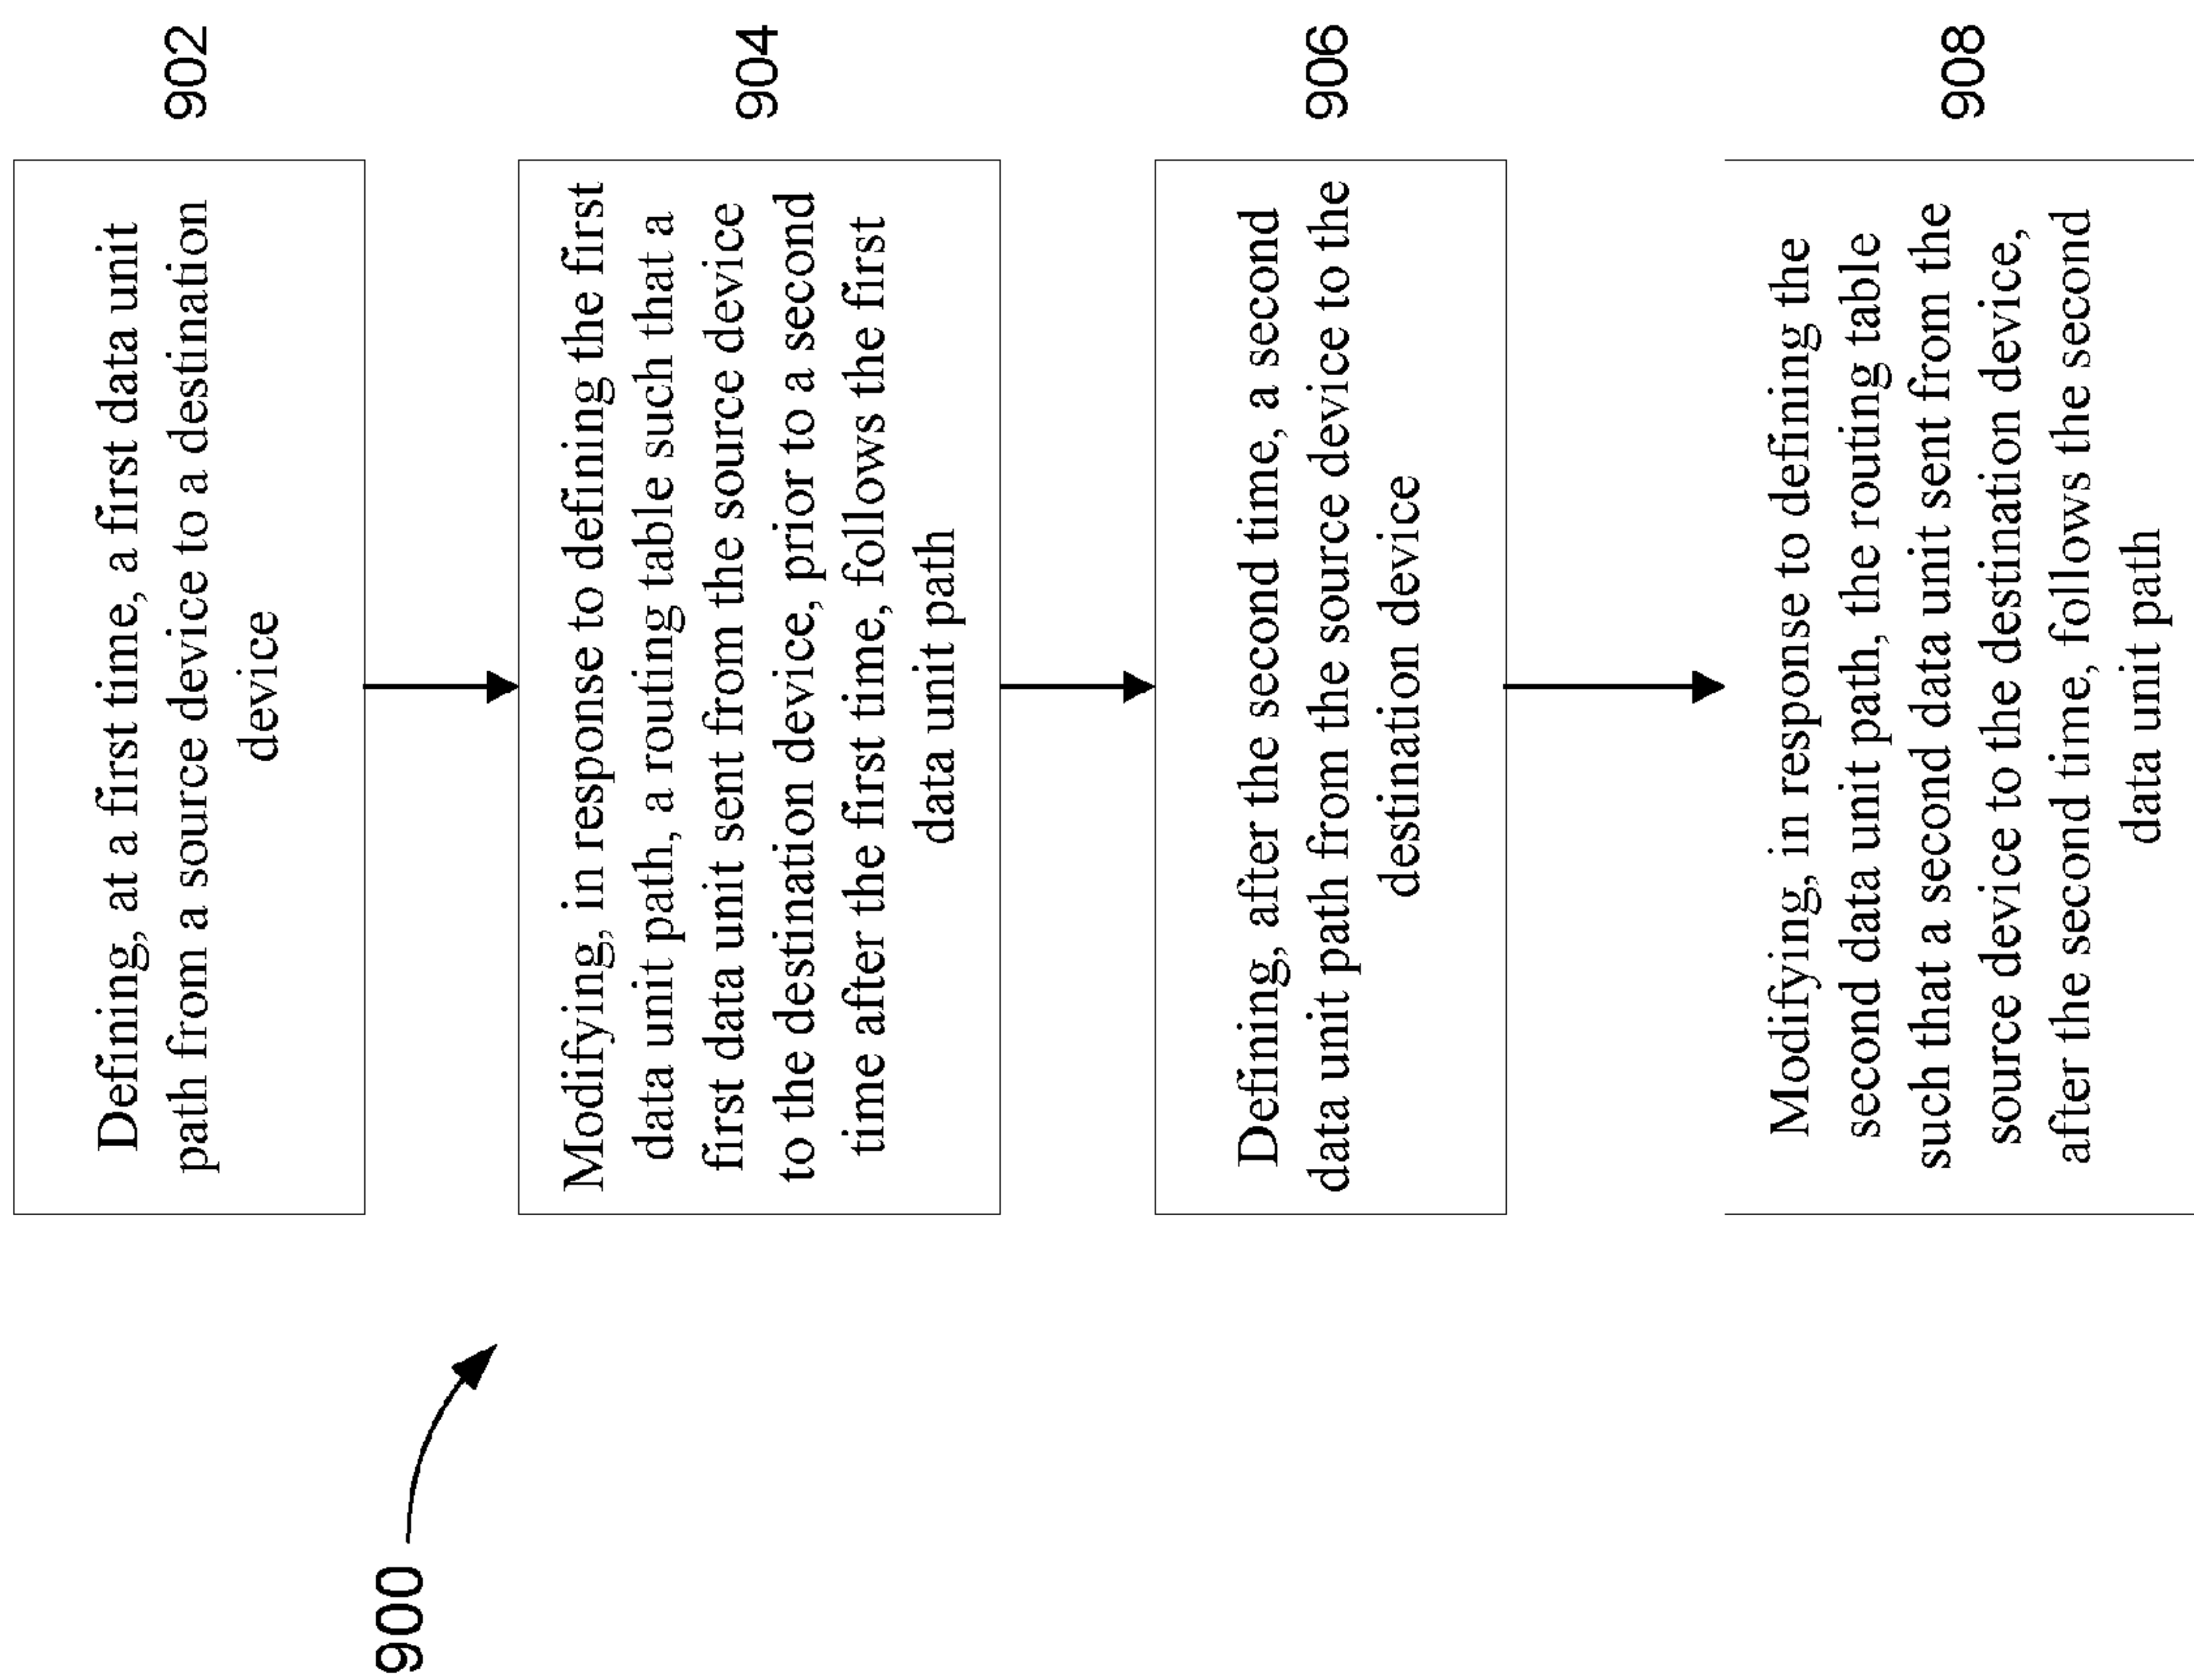 900
Defining, at a first time, a first data unit
path from a source device to a destination
device
902
Modifying, in response to defining the first
data unit path, a routing table such that a
first data unit sent from the source device
to the destination device, prior to a second
time after the first time, follows the first
data unit path
904
Defining, after the second time, a second
data unit path from the source device to the
destination device
906
Modifying, in response to defining the
second data unit path, the routing table
such that a second data unit sent from the
source device to the destination device,
after the second time, follows the second
data unit path
908